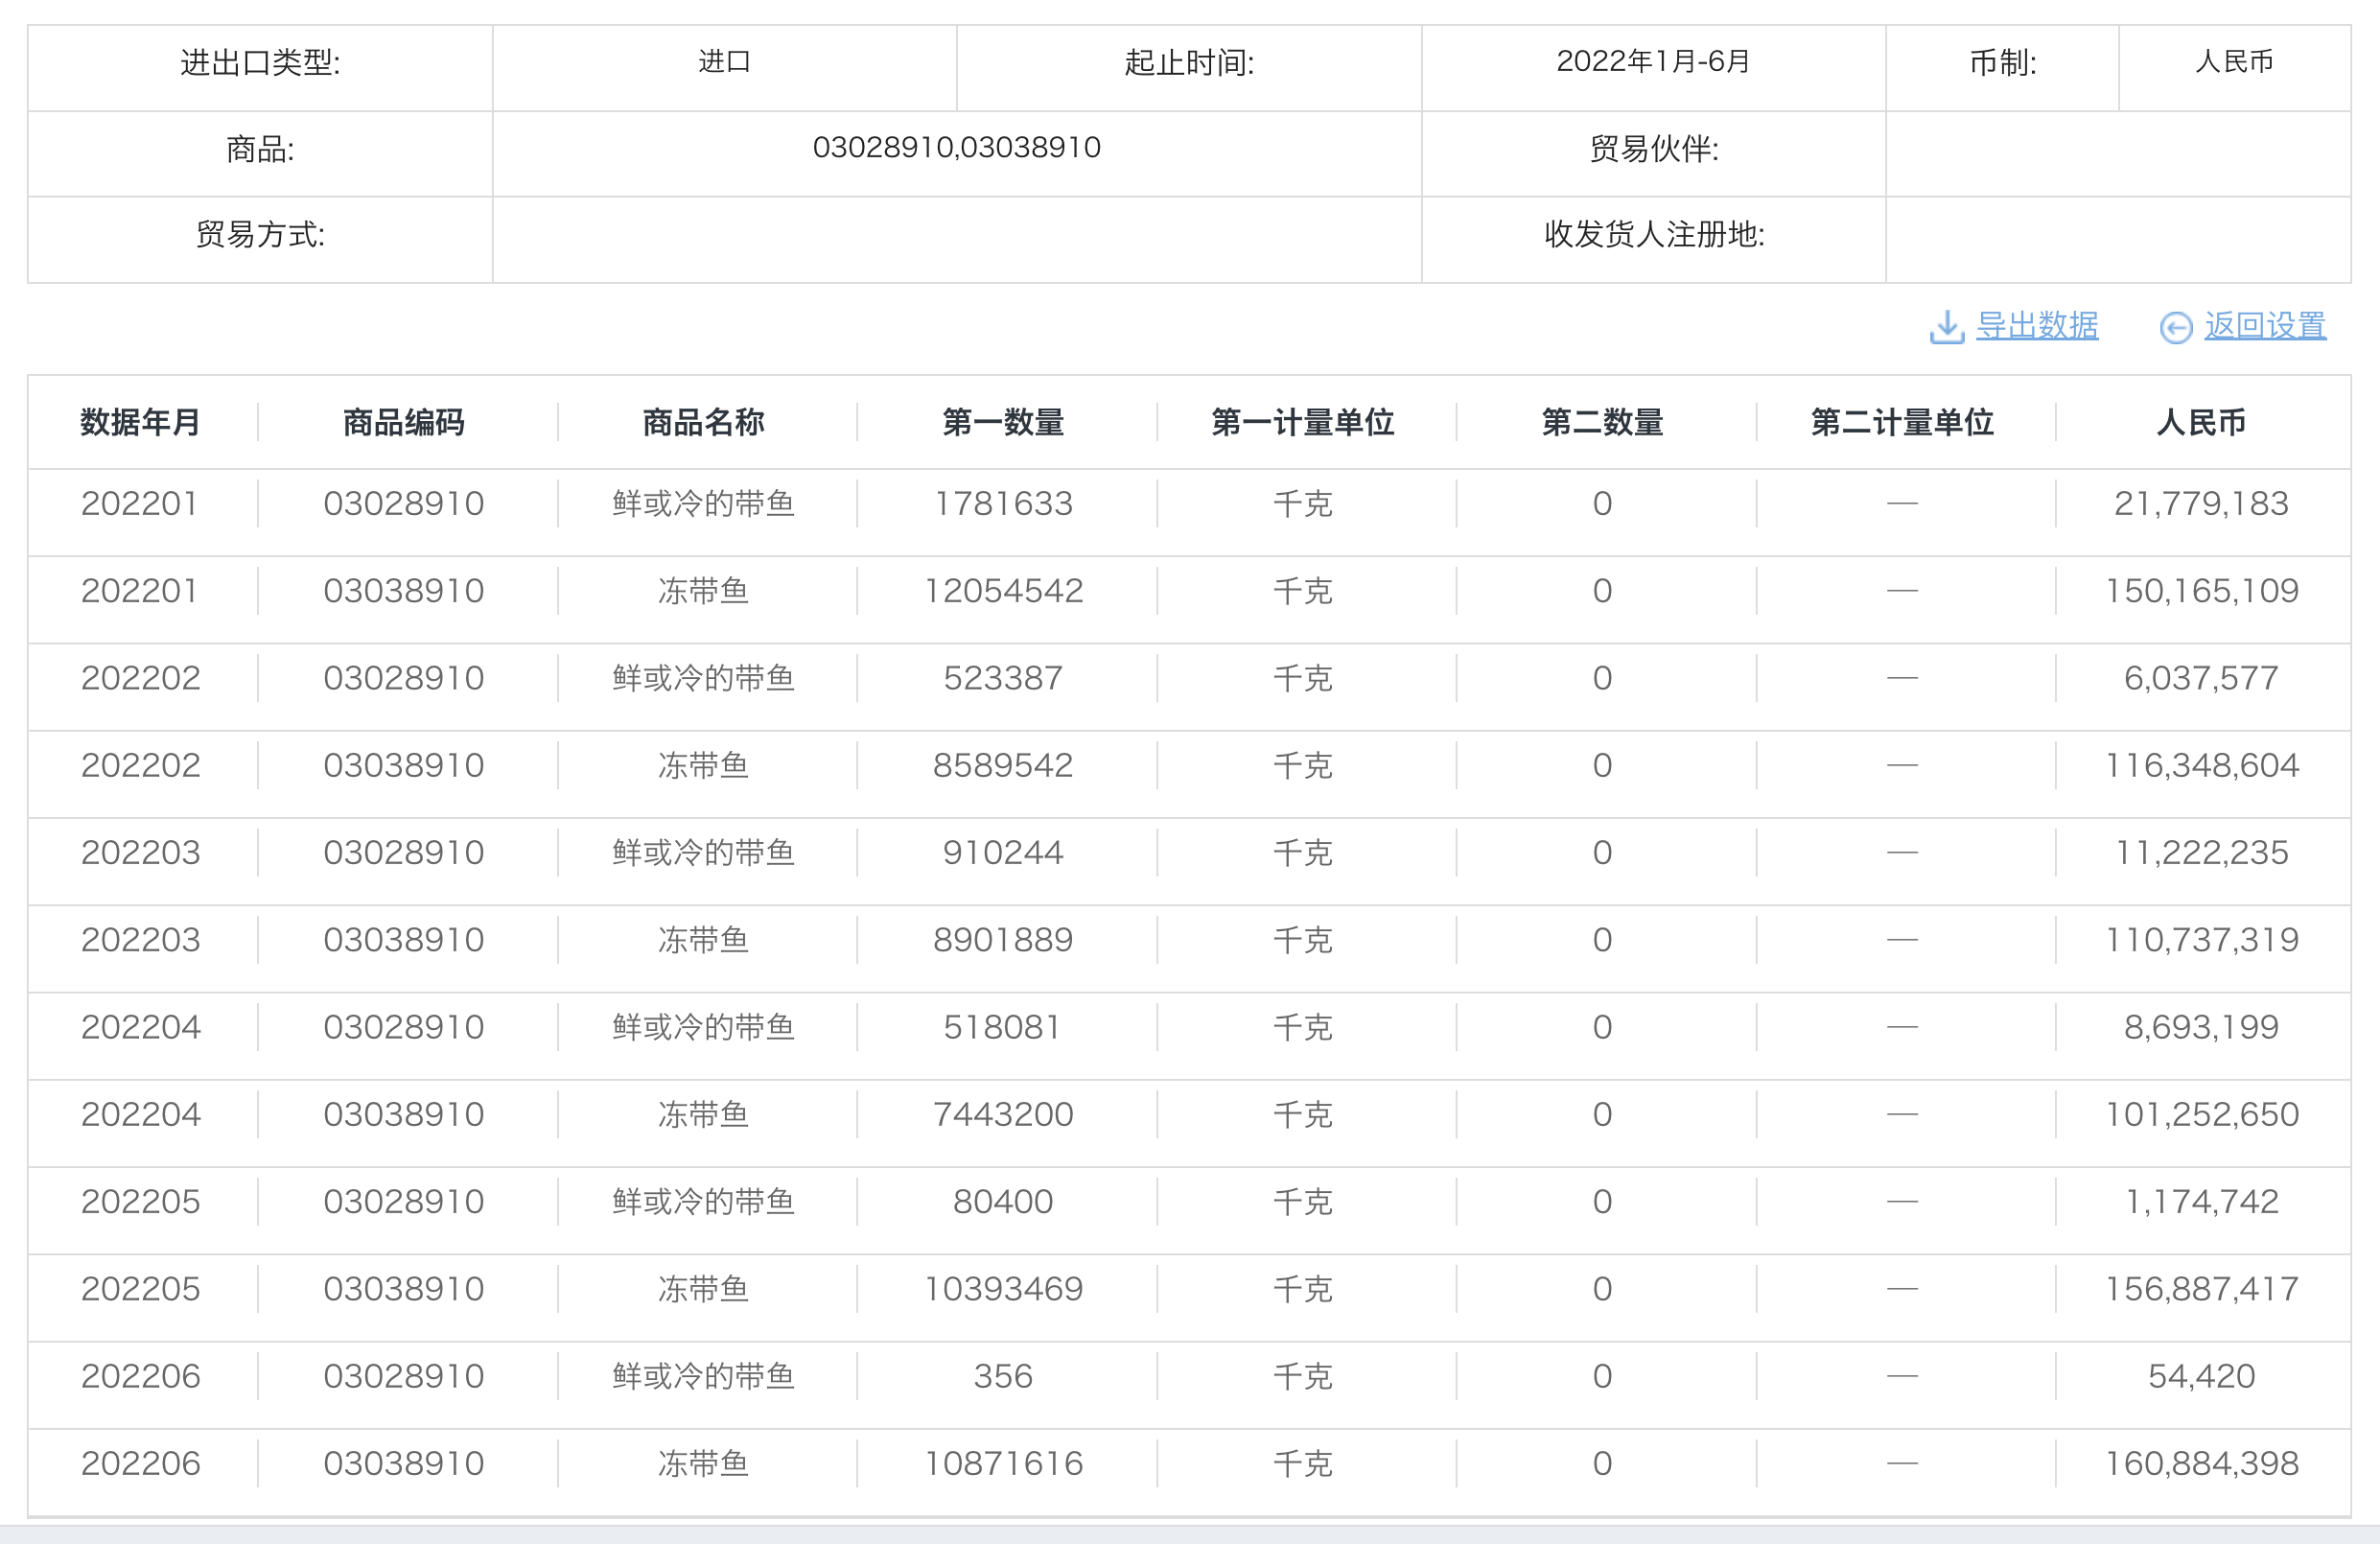 进出口类型: 进口 起止时间: 2022年1月-6月 币制: 人民币
商品: 03028910,03038910 贸易伙伴:
贸易方式: 收发货人注册地:
导出数据 返回设置
数据年月 商品编码 商品名称 第一数量 第一计量单位 第二数量 第二计量单位 人民币
202201 03028910 鲜或冷的带鱼 1781633 千克 0 — 21,779,183
202201 03038910 冻带鱼 12054542 千克 0 — 150,165,109
202202 03028910 鲜或冷的带鱼 523387 千克 0 — 6,037,577
202202 03038910 冻带鱼 8589542 千克 0 — 116,348,604
202203 03028910 鲜或冷的带鱼 910244 千克 0 — 11,222,235
202203 03038910 冻带鱼 8901889 千克 0 — 110,737,319
202204 03028910 鲜或冷的带鱼 518081 千克 0 — 8,693,199
202204 03038910 冻带鱼 7443200 千克 0 — 101,252,650
202205 03028910 鲜或冷的带鱼 80400 千克 0 — 1,174,742
202205 03038910 冻带鱼 10393469 千克 0 — 156,887,417
202206 03028910 鲜或冷的带鱼 356 千克 0 — 54,420
202206 03038910 冻带鱼 10871616 千克 0 — 160,884,398